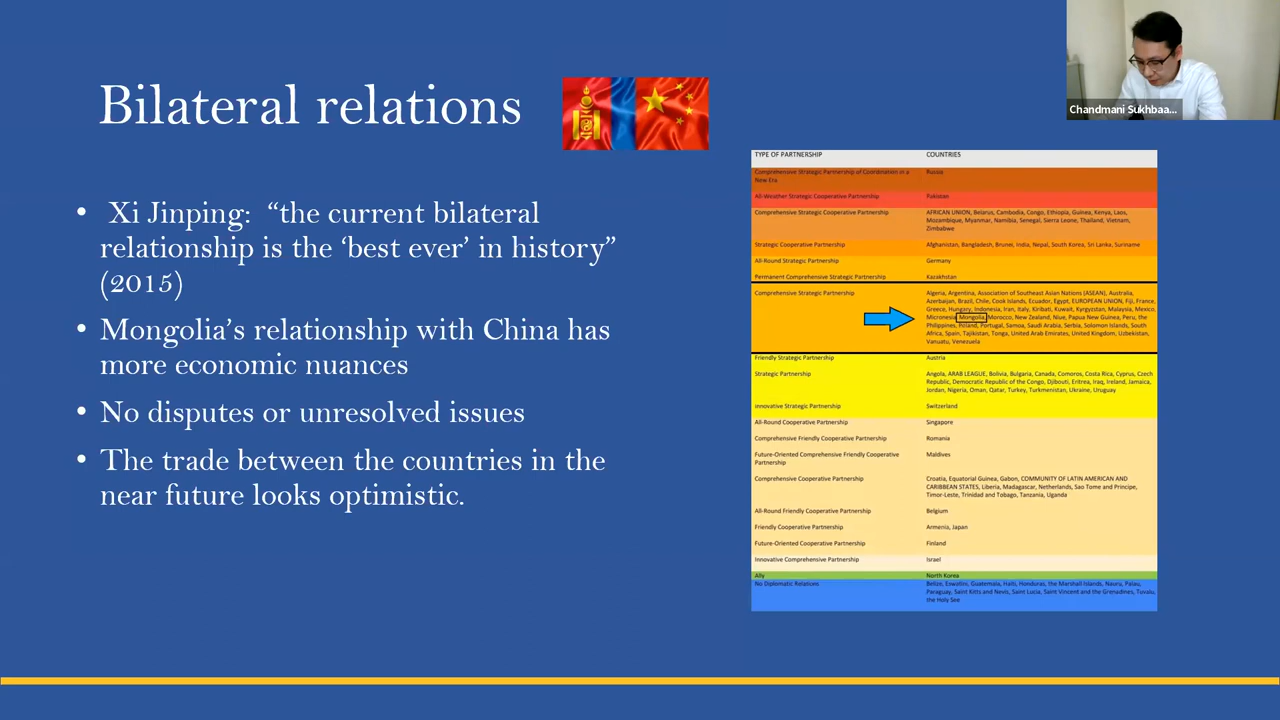 Bilateral relations
Chandmani Sukhbaa...
• Xi Jinping: “the current bilateral
relationship is the ‘best ever’ in history”
(2015)
• Mongolia’s relationship with China has
more economic nuances
• No disputes or unresolved issues
• The trade between the countries in the
near future looks optimistic.
TYPE OF PARTNERSHIP COUNTRIES
Comprehensive Strategic Partnership of Coordination in a Russia
New Era
All-Weather Strategic Cooperative Partnership Pakistan
Comprehensive Strategic Cooperative Partnership AFRICAN UNION, Belarus, Cambodia, Congo, Ethiopia, Guinea, Kenya, Laos,
Mozambique, Myanmar, Namibia, Senegal, Sierra Leone, Thailand, Vietnam,
Zimbabwe
Strategic Cooperative Partnership Afghanistan, Bangladesh, Brunei, India, Nepal, South Korea, Sri Lanka, Suriname
All-Round Strategic Partnership Germany
Permanent Comprehensive Strategic Partnership Kazakhstan
Comprehensive Strategic Partnership Algeria, Argentina, Association of Southeast Asian Nations (ASEAN), Australia,
Azerbaijan, Brazil, Chile, Cook Islands, Ecuador, Egypt, EUROPEAN UNION, Fiji, France,
Greece, Hungary, Indonesia, Iran, Italy, Kiribati, Kuwait, Kyrgyzstan, Malaysia, Mexico,
Micronesia, Mongolia, Morocco, New Zealand, Niue, Papua New Guinea, Peru, the
Philippines, Poland, Portugal, Samoa, Saudi Arabia, Serbia, Solomon Islands, South
Africa, Spain, Tajikistan, Tonga, United Arab Emirates, United Kingdom, Uzbekistan,
Vanuatu, Venezuela
Friendly Strategic Partnership Austria
Strategic Partnership Angola, ARAB LEAGUE, Bolivia, Bulgaria, Canada, Comoros, Costa Rica, Cyprus, Czech
Republic, Democratic Republic of the Congo, Djibouti, Eritrea, Iraq, Ireland, Jamaica,
Jordan, Nigeria, Oman, Qatar, Turkey, Turkmenistan, Ukraine, Uruguay
Innovative Strategic Partnership Switzerland
All-Round Cooperative Partnership Singapore
Comprehensive Friendly Cooperative Partnership Romania
Future-Oriented Comprehensive Friendly Cooperative Maldives
Partnership
Comprehensive Cooperative Partnership Croatia, Equatorial Guinea, Gabon, COMMUNITY OF LATIN AMERICAN AND
CARIBBEAN STATES, Liberia, Madagascar, Netherlands, Sao Tome and Principe,
Timor-Leste, Trinidad and Tobago, Tanzania, Uganda
All-Round Friendly Cooperative Partnership Belgium
Friendly Cooperative Partnership Armenia, Japan
Future-Oriented Cooperative Partnership Finland
Innovative Comprehensive Partnership Israel
Ally North Korea
No Diplomatic Relations Belize, Eswatini, Guatemala, Haiti, Honduras, the Marshall Islands, Nauru, Palau,
Paraguay, Saint Kitts and Nevis, Saint Lucia, Saint Vincent and the Grenadines, Tuvalu,
the Holy See